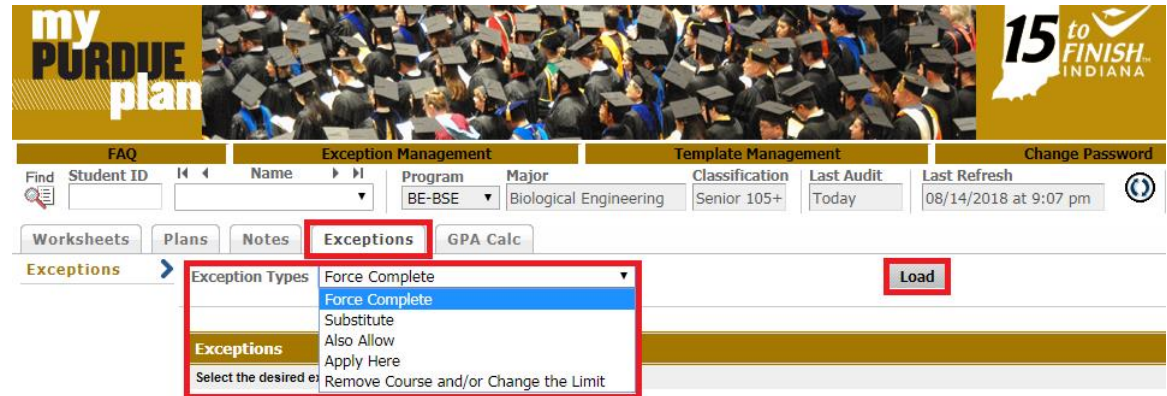 my
PURDUE
plan
15 to
FINISH™
INDIANA
FAQ Exception Management Template Management Change Password
Find Student ID Name Program Major Classification Last Audit Last Refresh
BE-BSE Biological Engineering Senior 105+ Today 08/14/2018 at 9:07 pm
Worksheets Plans Notes Exceptions GPA Calc
Exceptions Exception Types Force Complete Load
Force Complete
Substitute
Also Allow
Apply Here
Remove Course and/or Change the Limit
Exceptions
Select the desired